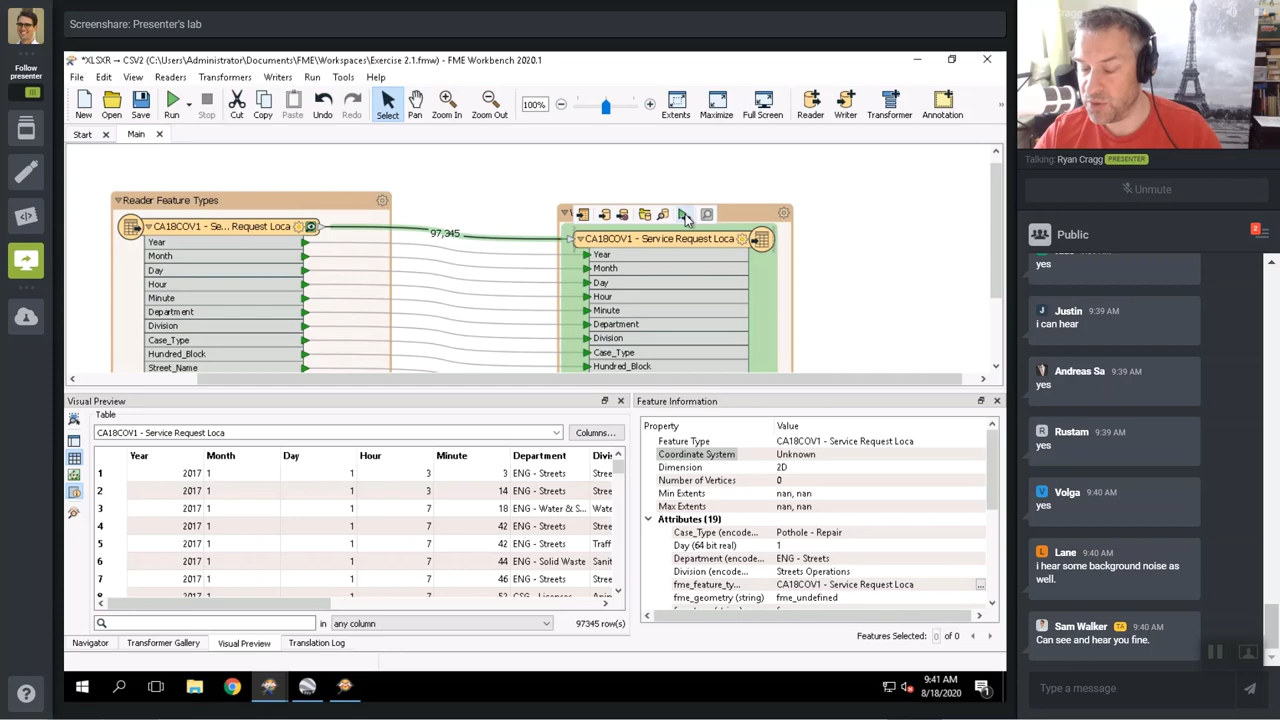 Screenshare: Presenter's lab
Follow
presenter
*XLSXR → CSV2 (C:\Users\Administrator\Documents\FME\Workspaces\Exercise 2.1.fmw) - FME Workbench 2020.1
File Edit View Readers Transformers Writers Run Tools Help
New Open Save Run Stop Cut Copy Paste Undo Redo Select Pan Zoom In 100% Zoom Out Extents Maximize Full Screen Reader Writer Transformer Annotation
Start Main
Reader Feature Types
CA18COV1 - Se... Request Loca
Year
Month
Day
Hour
Minute
Department
Division
Case_Type
Hundred_Block
Street_Name
97,345
CA18COV1 - Service Request Loca
Year
Month
Day
Hour
Minute
Department
Division
Case_Type
Hundred_Block
Visual Preview
Table
CA18COV1 - Service Request Loca Columns...
Year Month Day Hour Minute Department Divis
1 2017 1 1 3 3 ENG - Streets Stree
2 2017 1 1 3 14 ENG - Streets Stree
3 2017 1 1 7 18 ENG - Water & S... Wate
4 2017 1 1 7 42 ENG - Streets Stree
5 2017 1 1 7 42 ENG - Streets Traff
6 2017 1 1 7 44 ENG - Solid Waste Sanit
7 2017 1 1 7 46 ENG - Streets Stree
in any column 97345 row(s)
Navigator Transformer Gallery Visual Preview Translation Log
Feature Information
Property Value
Feature Type CA18COV1 - Service Request Loca
Coordinate System Unknown
Dimension 2D
Number of Vertices 0
Min Extents nan, nan
Max Extents nan, nan
Attributes (19)
Case_Type (encode... Pothole - Repair
Day (64 bit real) 1
Department (encode... ENG - Streets
Division (encode... Streets Operations
fme_feature_ty... CA18COV1 - Service Request Loca ...
fme_geometry (string) fme_undefined
Features Selected: 0 of 0
9:41 AM
8/18/2020
Talking: Ryan Cragg PRESENTER
Unmute
Public
2
yes
J Justin 9:39 AM
i can hear
Andreas Sa 9:39 AM
yes
R Rustam 9:39 AM
yes
V Volga 9:40 AM
yes
L Lane 9:40 AM
i hear some background noise as
well.
Sam Walker TA 9:40 AM
Can see and hear you fine.
Type a message